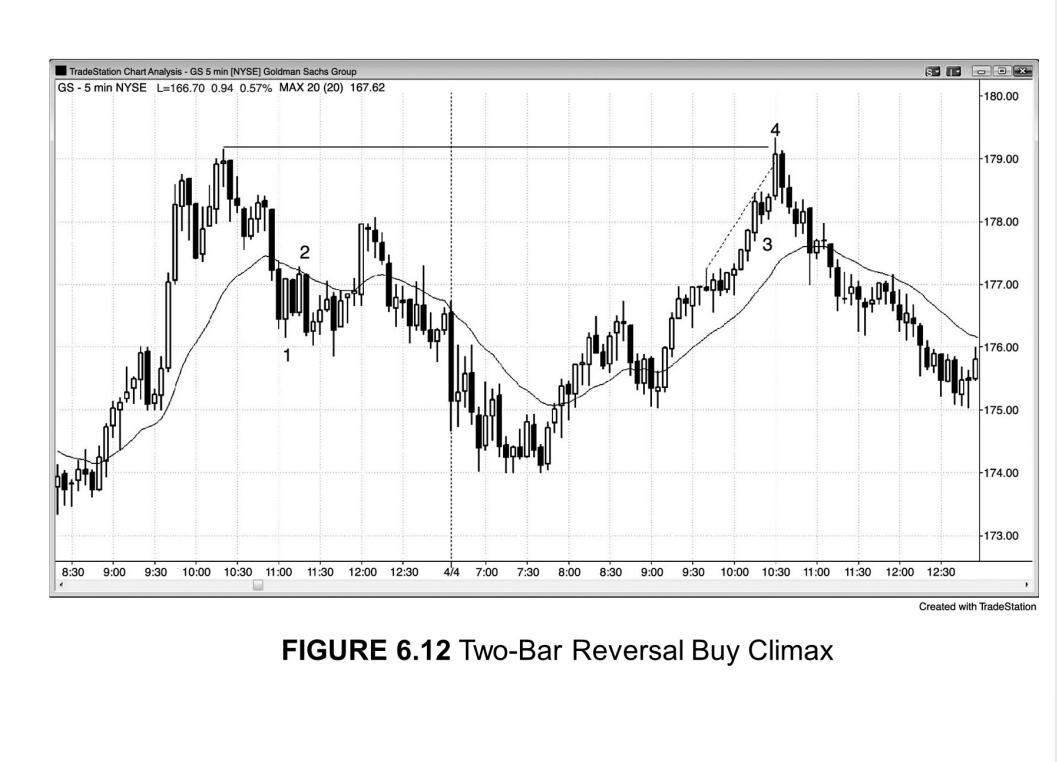 TradeStation Chart Analysis - GS 5 min [NYSE] Goldman Sachs Group
GS - 5 min NYSE L=166.70 0.94 0.57% MAX 20 (20) 167.62
180.00
4
179.00
178.00
3
2
177.00
176.00
1
175.00
174.00
173.00
8:30 9:00 9:30 10:00 10:30 11:00 11:30 12:00 12:30 4/4 7:00 7:30 8:00 8:30 9:00 9:30 10:00 10:30 11:00 11:30 12:00 12:30
Created with TradeStation
FIGURE 6.12 Two-Bar Reversal Buy Climax